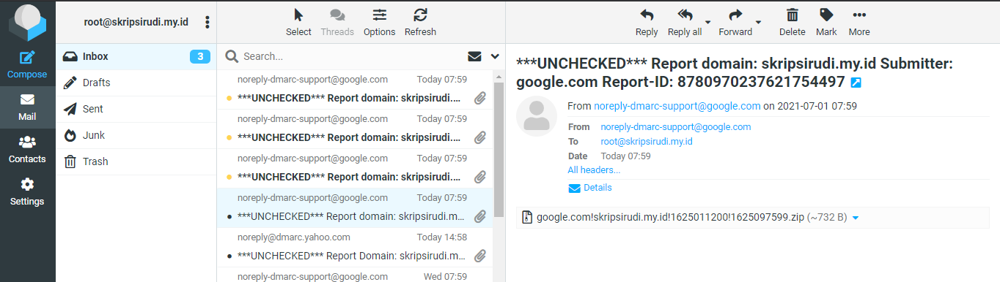 root@skripsirudi.my.id
Compose
Mail
Contacts
Settings
Inbox 3
Drafts
Sent
Junk
Trash
Select Threads Options Refresh
Search...
noreply-dmarc-support@google.com Today 07:59
***UNCHECKED*** Report domain: skripsirudi....
noreply-dmarc-support@google.com Today 07:59
***UNCHECKED*** Report domain: skripsirudi....
noreply-dmarc-support@google.com Today 07:59
***UNCHECKED*** Report domain: skripsirudi....
noreply-dmarc-support@google.com Today 07:59
***UNCHECKED*** Report domain: skripsirudi.m...
noreply@dmarc.yahoo.com Today 14:58
***UNCHECKED*** Report Domain: skripsirudi.m...
noreply-dmarc-support@google.com Wed 07:59
Reply Reply all Forward Delete Mark More
***UNCHECKED*** Report domain: skripsirudi.my.id Submitter:
google.com Report-ID: 8780970237621754497
From noreply-dmarc-support@google.com on 2021-07-01 07:59
From noreply-dmarc-support@google.com
To root@skripsirudi.my.id
Date Today 07:59
All headers...
Details
google.com!skripsirudi.my.id!1625011200!1625097599.zip (~732 B)